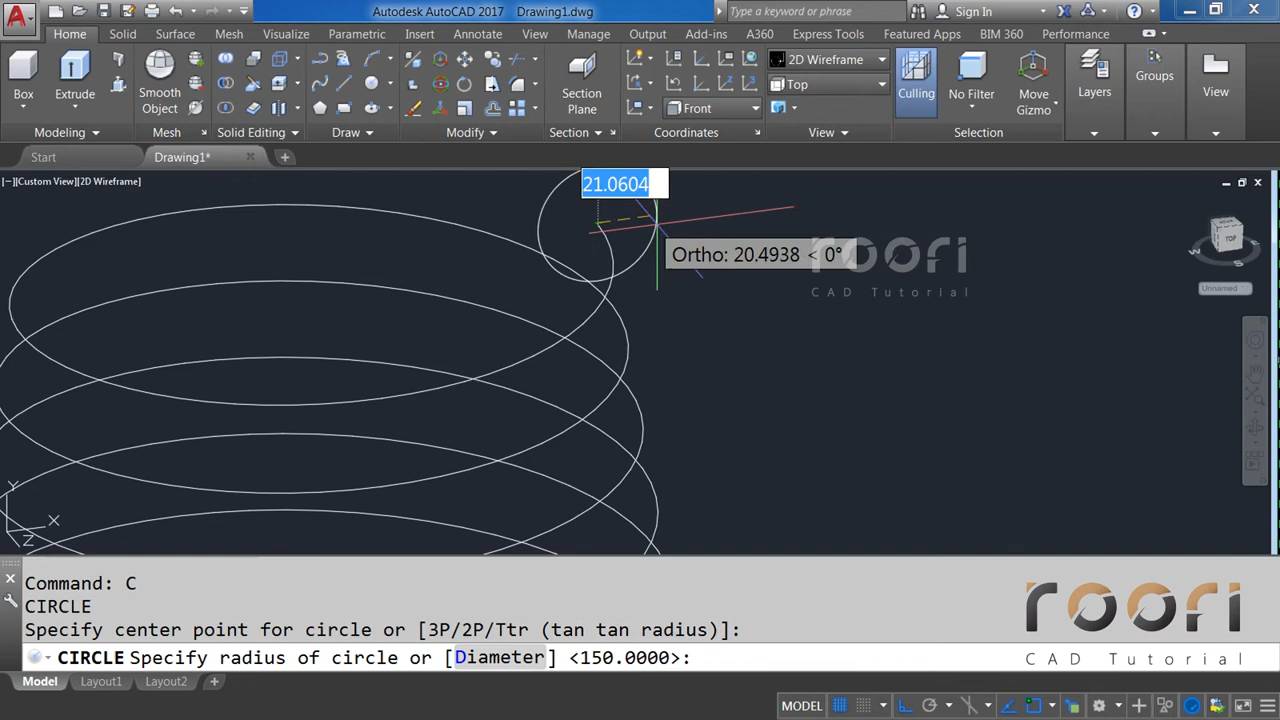 Autodesk AutoCAD 2017 Drawing1.dwg
Type a keyword or phrase
Sign In
Home Solid Surface Mesh Visualize Parametric Insert Annotate View Manage Output Add-ins A360 Express Tools Featured Apps BIM 360 Performance
2D Wireframe
Top
Front
Box
Extrude
Smooth
Object
Section
Plane
Culling
No Filter
Move
Gizmo
Layers
Groups
View
Modeling Mesh Solid Editing Draw Modify Section Coordinates View Selection
Start Drawing1*
[−][Custom View][2D Wireframe]
21.0604
Ortho: 20.4938 < 0°
roori
CAD Tutorial
TOP
W
S
Unnamed
Y
X
Z
Command: C
CIRCLE
Specify center point for circle or [3P/2P/Ttr (tan tan radius)]:
CIRCLE Specify radius of circle or [Diameter] <150.0000>:
roori
CAD Tutorial
Model Layout1 Layout2 +
MODEL